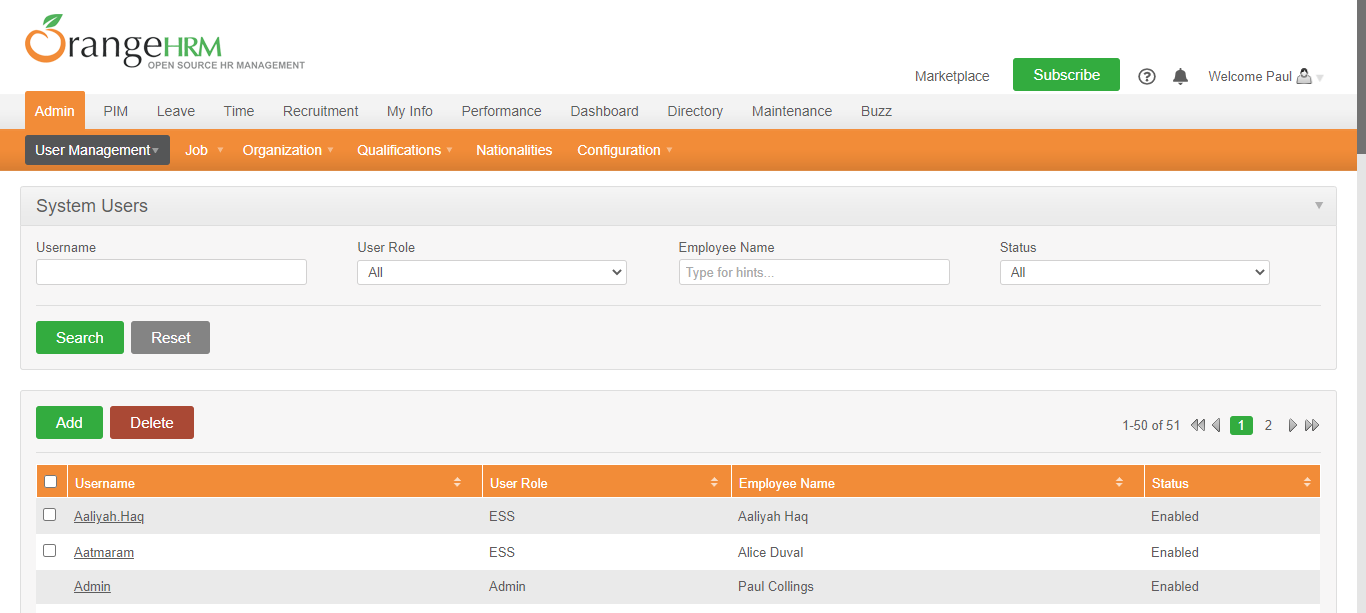 OrangeHRM
OPEN SOURCE HR MANAGEMENT
Marketplace Subscribe Welcome Paul
Admin PIM Leave Time Recruitment My Info Performance Dashboard Directory Maintenance Buzz
User Management Job Organization Qualifications Nationalities Configuration
System Users
Username User Role Employee Name Status
All Type for hints... All
Search Reset
Add Delete 1-50 of 51 1 2
Username User Role Employee Name Status
Aaliyah.Haq ESS Aaliyah Haq Enabled
Aatmaram ESS Alice Duval Enabled
Admin Admin Paul Collings Enabled